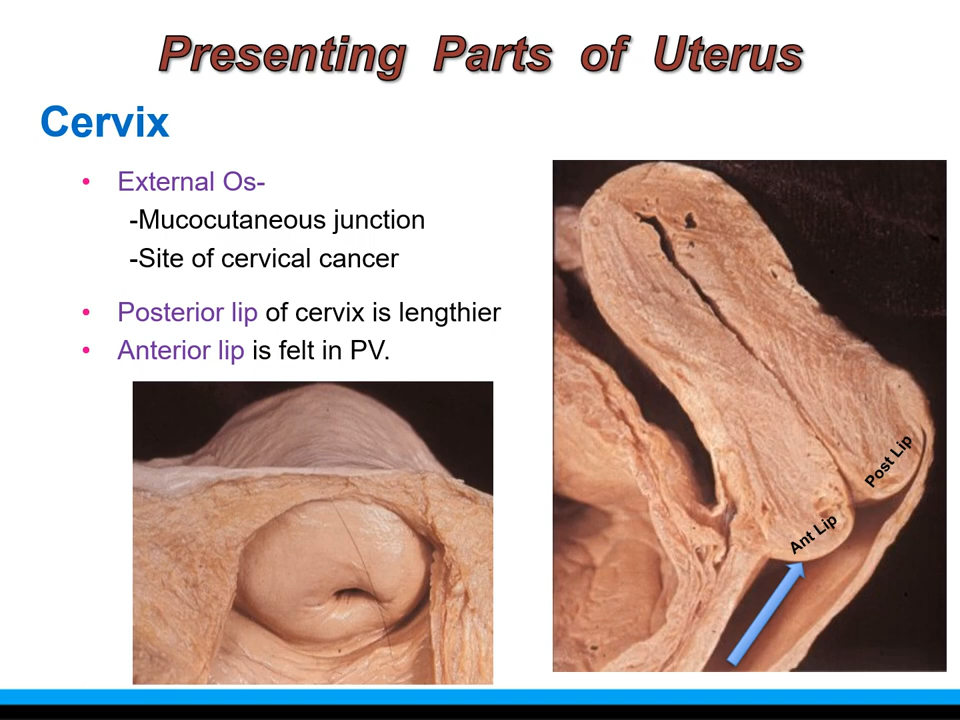 Presenting Parts of Uterus
Cervix
• External Os-
-Mucocutaneous junction
-Site of cervical cancer
• Posterior lip of cervix is lengthier
• Anterior lip is felt in PV.
Post Lip
Ant Lip